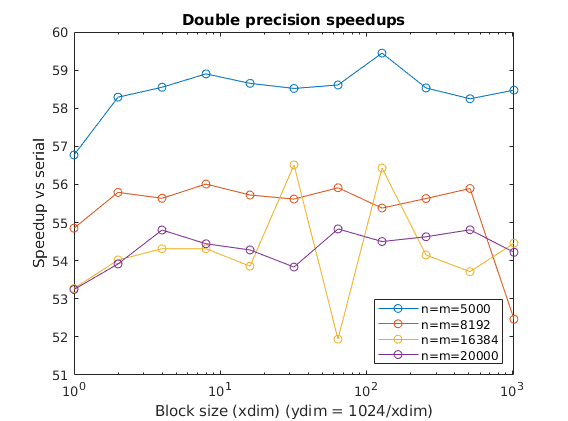 Double precision speedups
Speedup vs serial
60
59
58
57
56
55
54
53
52
51
10^0
10^1
10^2
10^3
Block size (xdim) (ydim = 1024/xdim)
n=m=5000
n=m=8192
n=m=16384
n=m=20000